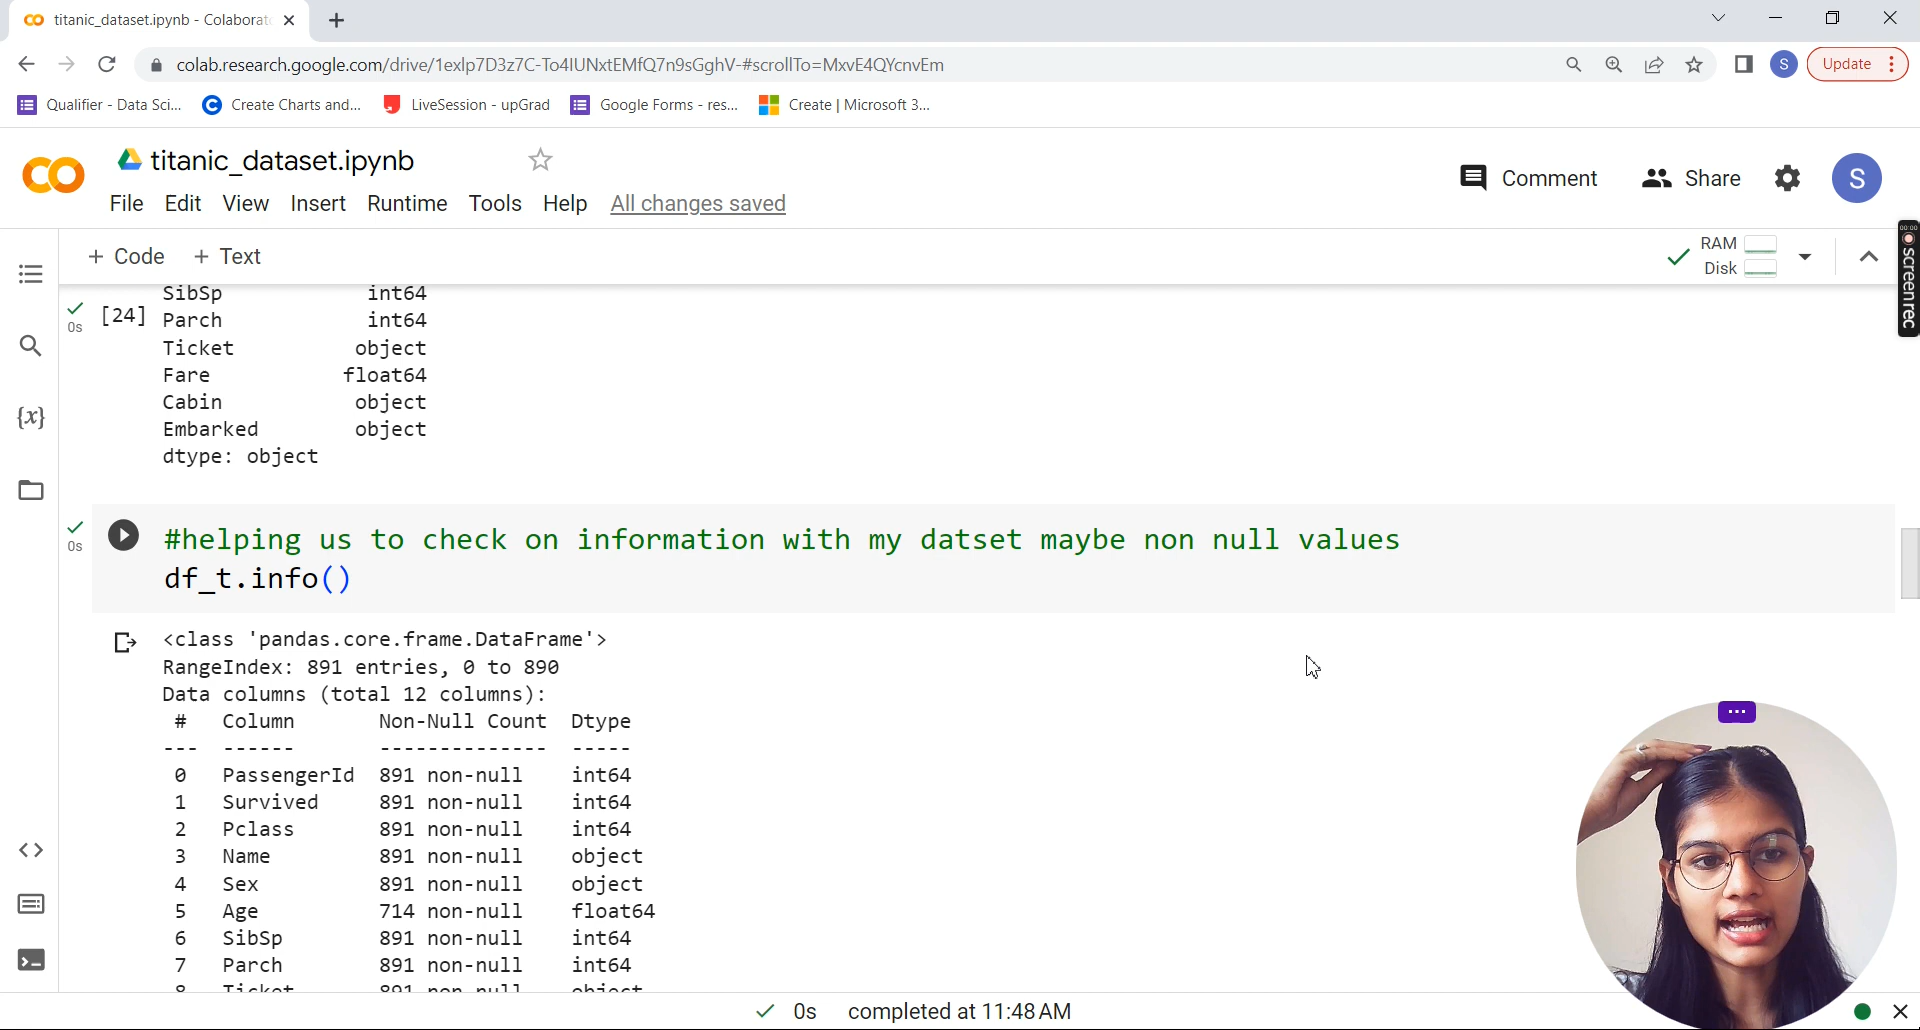 titanic_dataset.ipynb - Colaborat
colab.research.google.com/drive/1exlp7D3z7C-To4IUNxtEMfQ7n9sGghV-#scrollTo=MxvE4QYcnvEm
S
Update
Qualifier - Data Sci...
Create Charts and...
LiveSession - upGrad
Google Forms - res...
Create | Microsoft 3...
titanic_dataset.ipynb
Comment
Share
S
File Edit View Insert Runtime Tools Help All changes saved
+ Code + Text
RAM
Disk
00:00
screenrec
{x}
0s
[24]
SibSp int64
Parch int64
Ticket object
Fare float64
Cabin object
Embarked object
dtype: object
0s
#helping us to check on information with my datset maybe non null values
df_t.info()
<class 'pandas.core.frame.DataFrame'>
RangeIndex: 891 entries, 0 to 890
Data columns (total 12 columns):
# Column Non-Null Count Dtype
--- ------ -------------- -----
0 PassengerId 891 non-null int64
1 Survived 891 non-null int64
2 Pclass 891 non-null int64
3 Name 891 non-null object
4 Sex 891 non-null object
5 Age 714 non-null float64
6 SibSp 891 non-null int64
7 Parch 891 non-null int64
8 Ticket 891 non-null object
0s completed at 11:48 AM